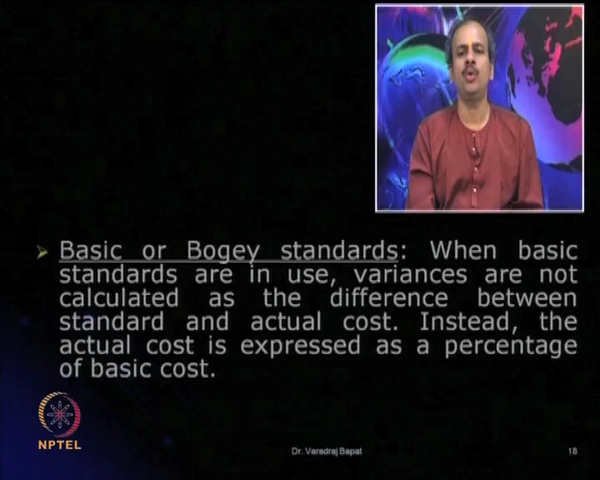 Basic or Bogey standards: When basic
standards are in use, variances are not
calculated as the difference between
standard and actual cost. Instead, the
actual cost is expressed as a percentage
of basic cost.
NPTEL
Dr. Varadraj Bapat
18